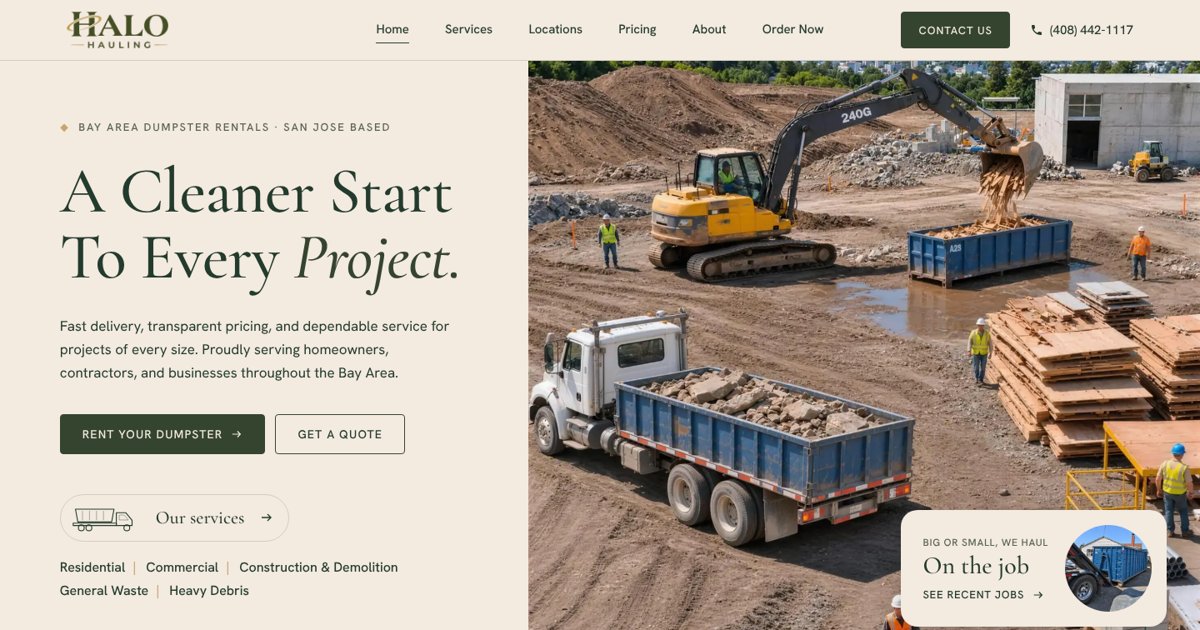 HALO
HAULING
Home
Services
Locations
Pricing
About
Order Now
CONTACT US
(408) 442-1117
BAY AREA DUMPSTER RENTALS · SAN JOSE BASED
A Cleaner Start
To Every Project.
Fast delivery, transparent pricing, and dependable service for
projects of every size. Proudly serving homeowners,
contractors, and businesses throughout the Bay Area.
RENT YOUR DUMPSTER →
GET A QUOTE
Our services →
Residential | Commercial | Construction & Demolition
General Waste | Heavy Debris
240G
A29
BIG OR SMALL, WE HAUL
On the job
SEE RECENT JOBS →